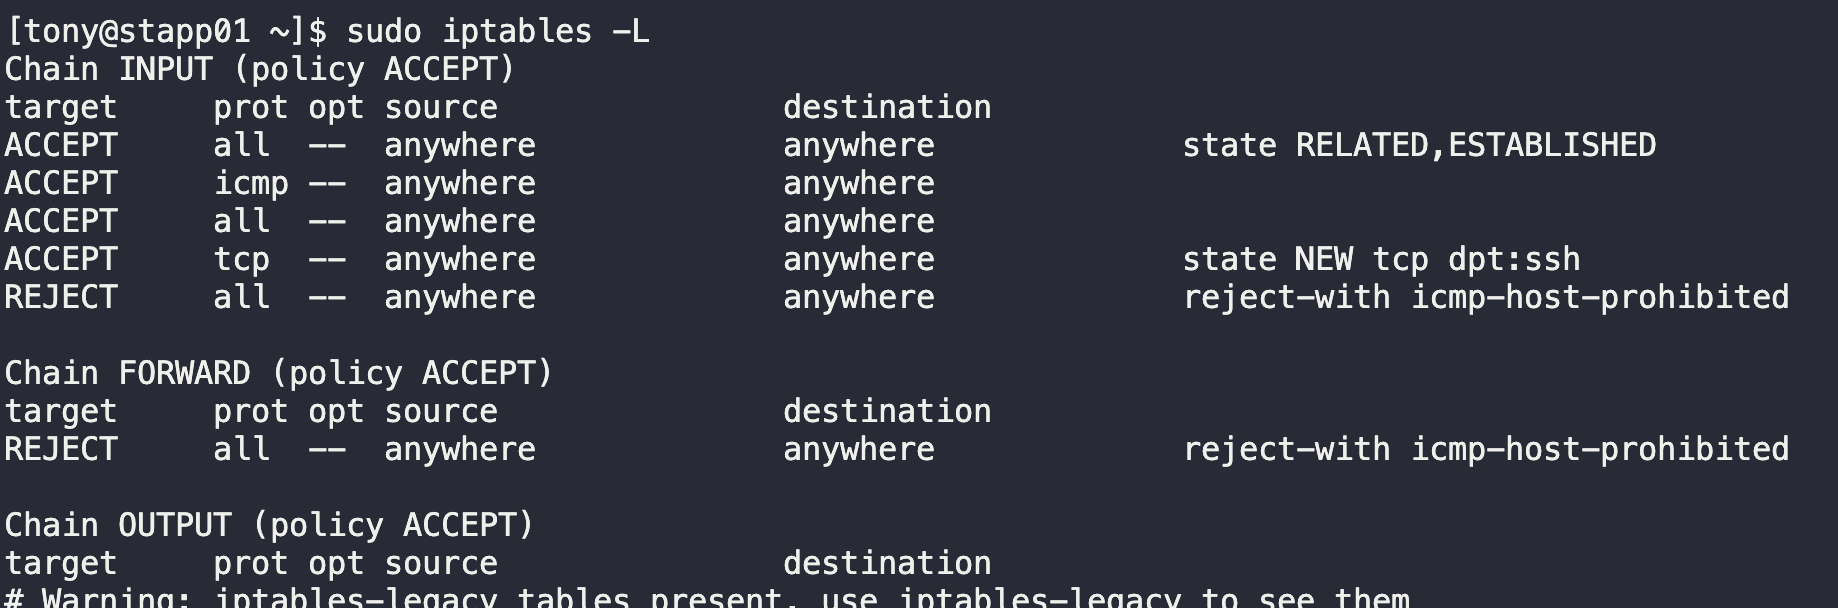 [tony@stapp01 ~]$ sudo iptables -L
Chain INPUT (policy ACCEPT)
target     prot opt source               destination
ACCEPT     all  --  anywhere             anywhere             state RELATED,ESTABLISHED
ACCEPT     icmp --  anywhere             anywhere
ACCEPT     all  --  anywhere             anywhere
ACCEPT     tcp  --  anywhere             anywhere             state NEW tcp dpt:ssh
REJECT     all  --  anywhere             anywhere             reject-with icmp-host-prohibited

Chain FORWARD (policy ACCEPT)
target     prot opt source               destination
REJECT     all  --  anywhere             anywhere             reject-with icmp-host-prohibited

Chain OUTPUT (policy ACCEPT)
target     prot opt source               destination
# Warning: iptables-legacy tables present, use iptables-legacy to see them